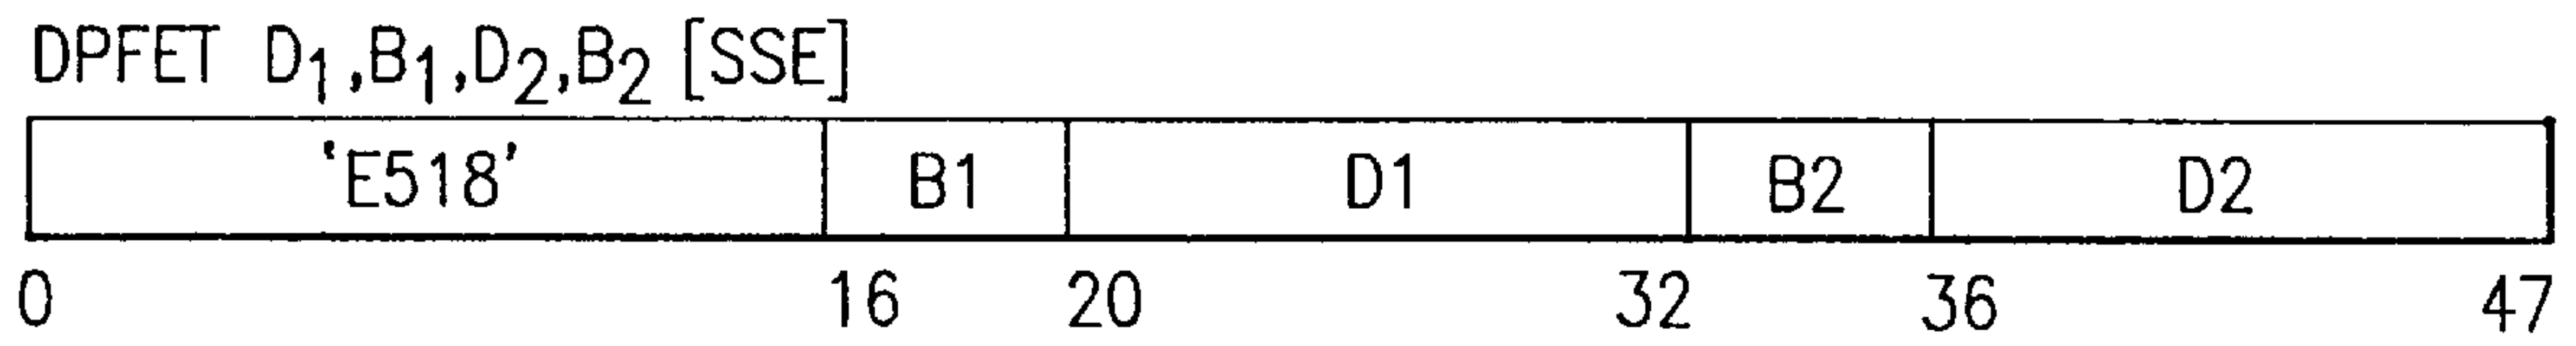 DPFET D1,B1,D2,B2 [SSE]
'E518' B1 D1 B2 D2
0 16 20 32 36 47